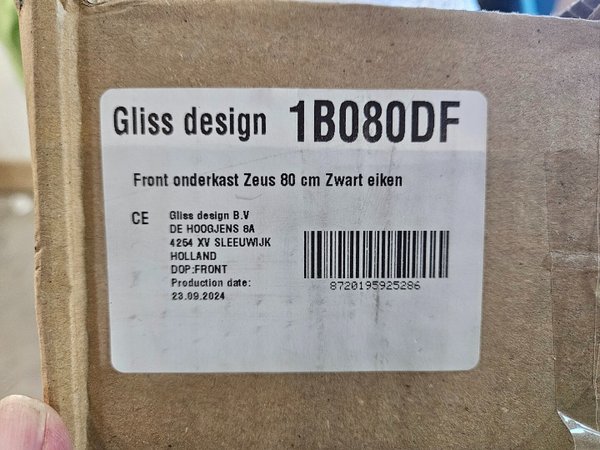 Gliss design 1B080DF
Front onderkast Zeus 80 cm Zwart eiken
CE
Gliss design B.V
DE HOOGJENS 8A
4254 XV SLEEUWIJK
HOLLAND
DOP:FRONT
Production date:
23.09.2024
8720195925286